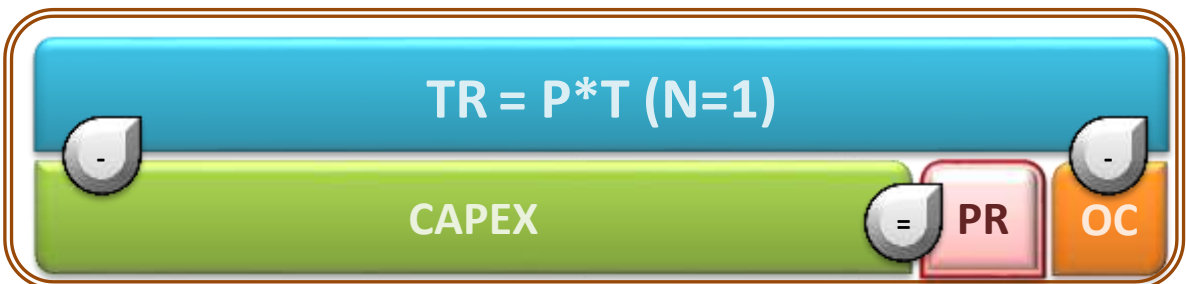 TR = P*T (N=1)
-
-
CAPEX
=
PR
OC